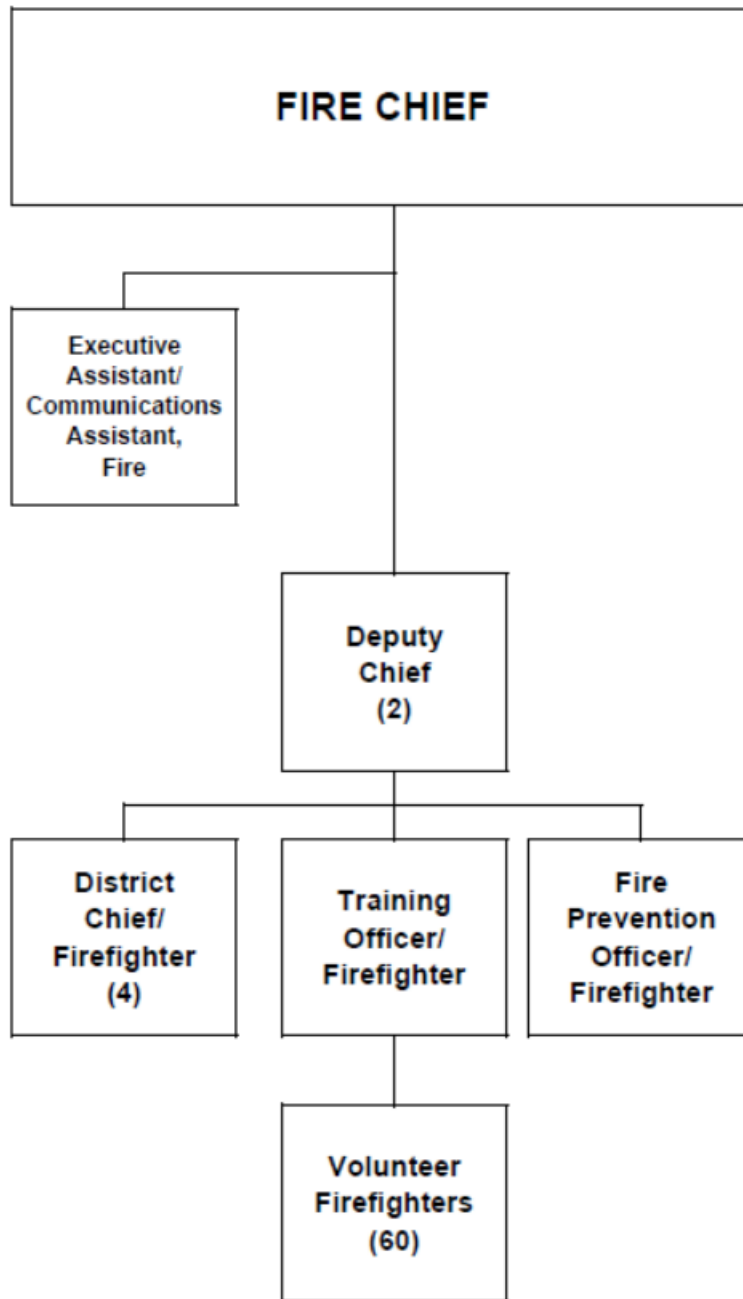 FIRE CHIEF
Executive
Assistant/
Communications
Assistant,
Fire
Deputy
Chief
(2)
District
Chief/
Firefighter
(4)
Training
Officer/
Firefighter
Fire
Prevention
Officer/
Firefighter
Volunteer
Firefighters
(60)